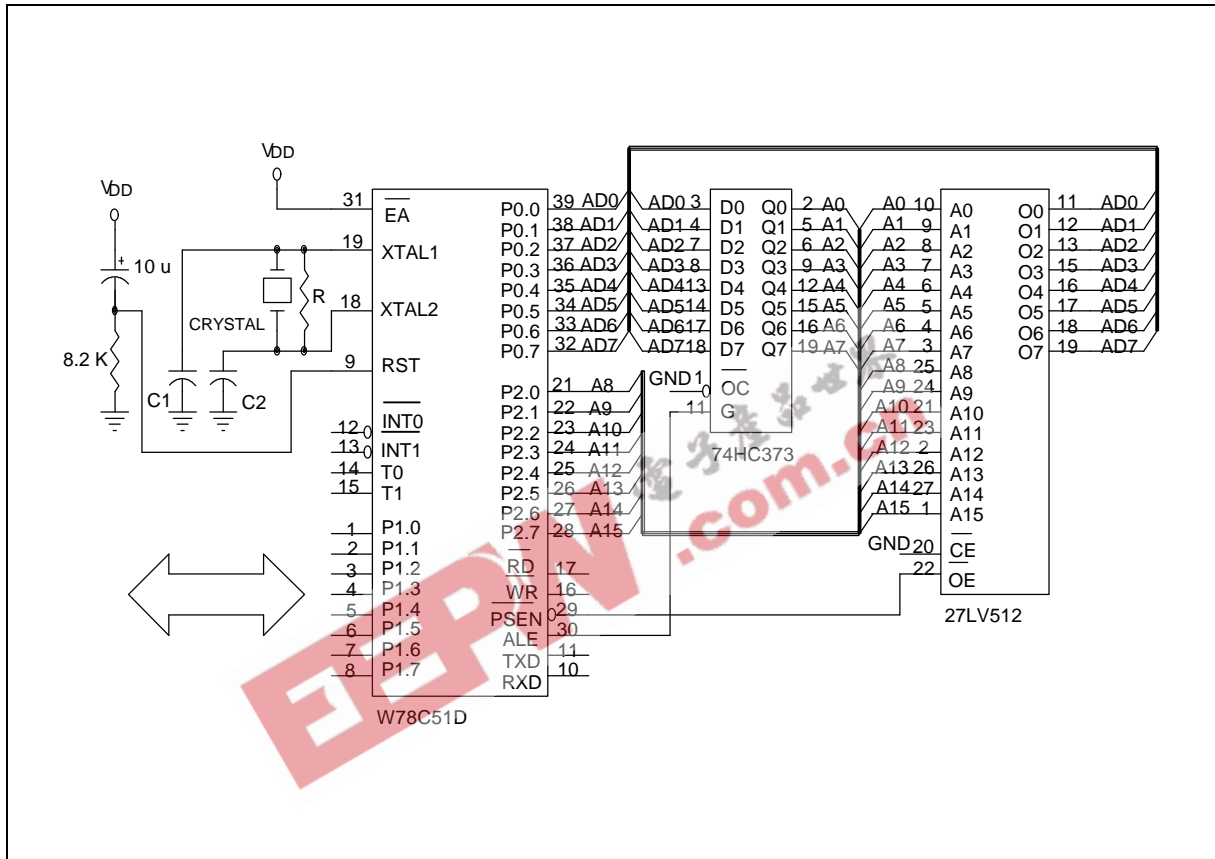 VDD
VDD
10 u
+
8.2 K
C1
C2
CRYSTAL
R
31 EA
19 XTAL1
18 XTAL2
9 RST
12 INT0
13 INT1
14 T0
15 T1
1 P1.0
2 P1.1
3 P1.2
4 P1.3
5 P1.4
6 P1.5
7 P1.6
8 P1.7
P0.0 39 AD0
P0.1 38 AD1
P0.2 37 AD2
P0.3 36 AD3
P0.4 35 AD4
P0.5 34 AD5
P0.6 33 AD6
P0.7 32 AD7
P2.0 21 A8
P2.1 22 A9
P2.2 23 A10
P2.3 24 A11
P2.4 25 A12
P2.5 26 A13
P2.6 27 A14
P2.7 28 A15
RD 17
WR 16
PSEN 29
ALE 30
TXD 11
RXD 10
W78C51D
AD0 3 D0 Q0 2 A0
AD1 4 D1 Q1 5 A1
AD2 7 D2 Q2 6 A2
AD3 8 D3 Q3 9 A3
AD4 13 D4 Q4 12 A4
AD5 14 D5 Q5 15 A5
AD6 17 D6 Q6 16 A6
AD7 18 D7 Q7 19 A7
GND 1 OC
11 G
74HC373
A0 10 A0 O0 11 AD0
A1 9 A1 O1 12 AD1
A2 8 A2 O2 13 AD2
A3 7 A3 O3 15 AD3
A4 6 A4 O4 16 AD4
A5 5 A5 O5 17 AD5
A6 4 A6 O6 18 AD6
A7 3 A7 O7 19 AD7
A8 25 A8
A9 24 A9
A10 21 A10
A11 23 A11
A12 2 A12
A13 26 A13
A14 27 A14
A15 1 A15
GND 20 CE
22 OE
27LV512
EEPW.com.cn
電子產品世界